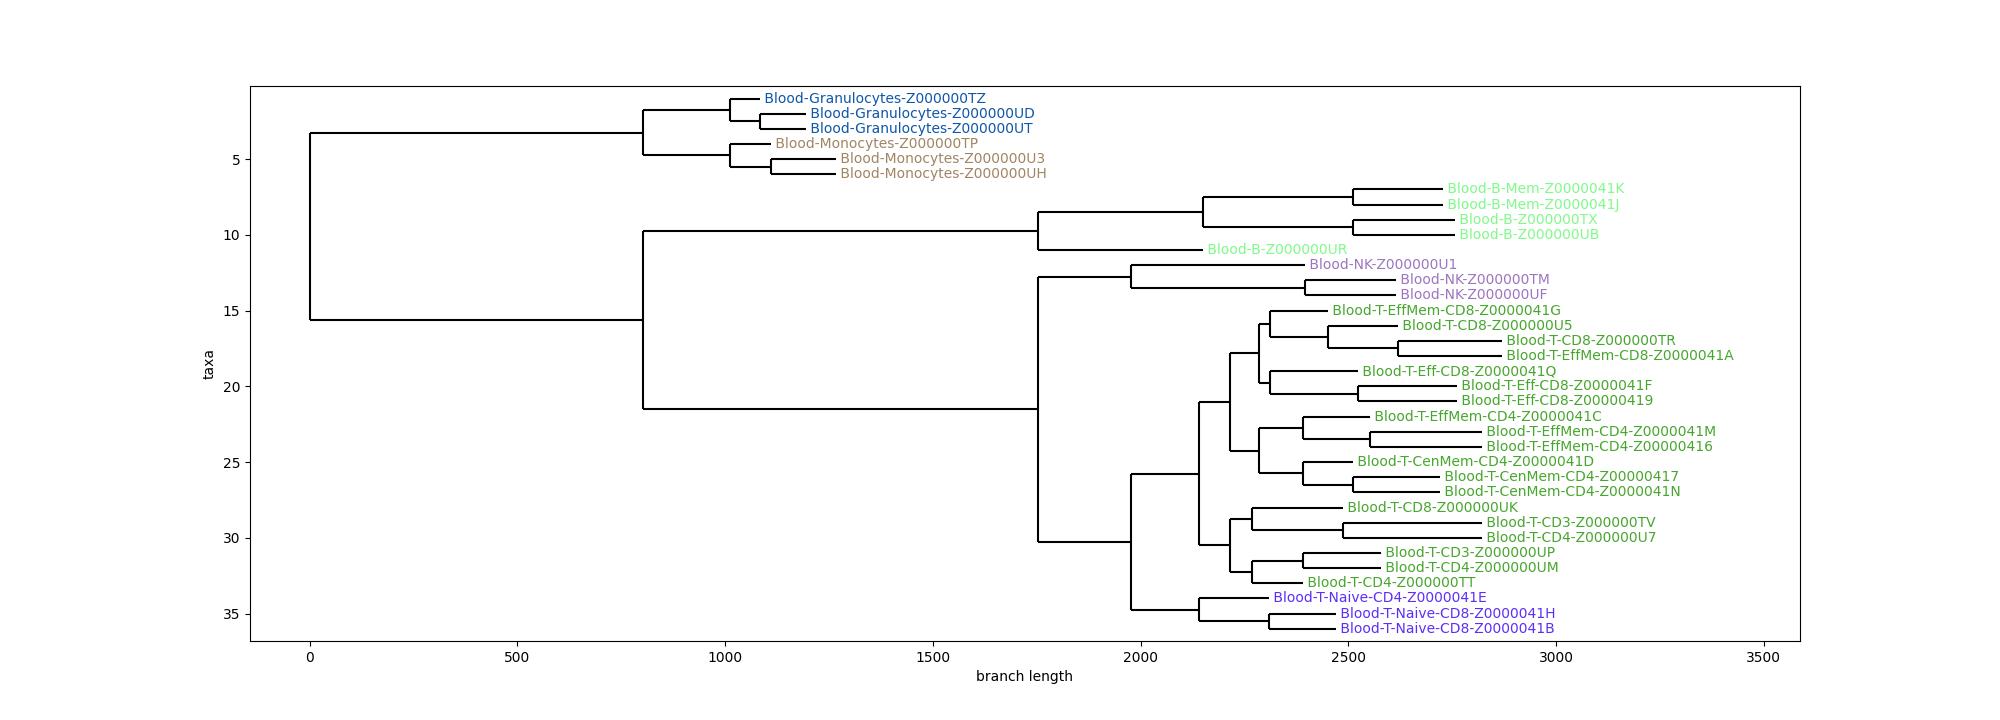 Blood-Granulocytes-Z000000TZ
Blood-Granulocytes-Z000000UD
Blood-Granulocytes-Z000000UT
Blood-Monocytes-Z000000TP
Blood-Monocytes-Z000000U3
Blood-Monocytes-Z000000UH
Blood-B-Mem-Z0000041K
Blood-B-Mem-Z0000041J
Blood-B-Z000000TX
Blood-B-Z000000UB
Blood-B-Z000000UR
Blood-NK-Z000000U1
Blood-NK-Z000000TM
Blood-NK-Z000000UF
Blood-T-EffMem-CD8-Z0000041G
Blood-T-CD8-Z000000U5
Blood-T-CD8-Z000000TR
Blood-T-EffMem-CD8-Z0000041A
Blood-T-Eff-CD8-Z0000041Q
Blood-T-Eff-CD8-Z0000041F
Blood-T-Eff-CD8-Z00000419
Blood-T-EffMem-CD4-Z0000041C
Blood-T-EffMem-CD4-Z0000041M
Blood-T-EffMem-CD4-Z00000416
Blood-T-CenMem-CD4-Z0000041D
Blood-T-CenMem-CD4-Z00000417
Blood-T-CenMem-CD4-Z0000041N
Blood-T-CD8-Z000000UK
Blood-T-CD3-Z000000TV
Blood-T-CD4-Z000000U7
Blood-T-CD3-Z000000UP
Blood-T-CD4-Z000000UM
Blood-T-CD4-Z000000TT
Blood-T-Naive-CD4-Z0000041E
Blood-T-Naive-CD8-Z0000041H
Blood-T-Naive-CD8-Z0000041B
5
10
15
20
25
30
35
taxa
0 500 1000 1500 2000 2500 3000 3500
branch length